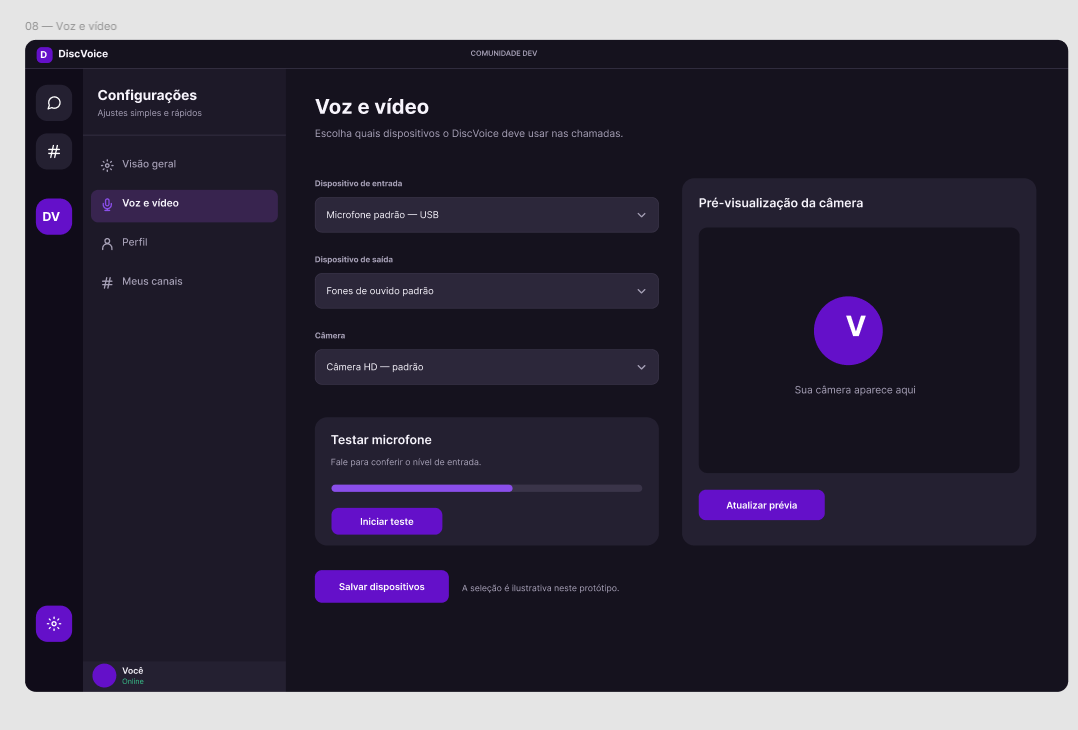 08 — Voz e vídeo
D DiscVoice
COMUNIDADE DEV
Configurações
Ajustes simples e rápidos
#
DV
Visão geral
Voz e vídeo
Perfil
# Meus canais
Você
Online
Voz e vídeo
Escolha quais dispositivos o DiscVoice deve usar nas chamadas.
Dispositivo de entrada
Microfone padrão — USB
Dispositivo de saída
Fones de ouvido padrão
Câmera
Câmera HD — padrão
Testar microfone
Fale para conferir o nível de entrada.
Iniciar teste
Salvar dispositivos
A seleção é ilustrativa neste protótipo.
Pré-visualização da câmera
V
Sua câmera aparece aqui
Atualizar prévia